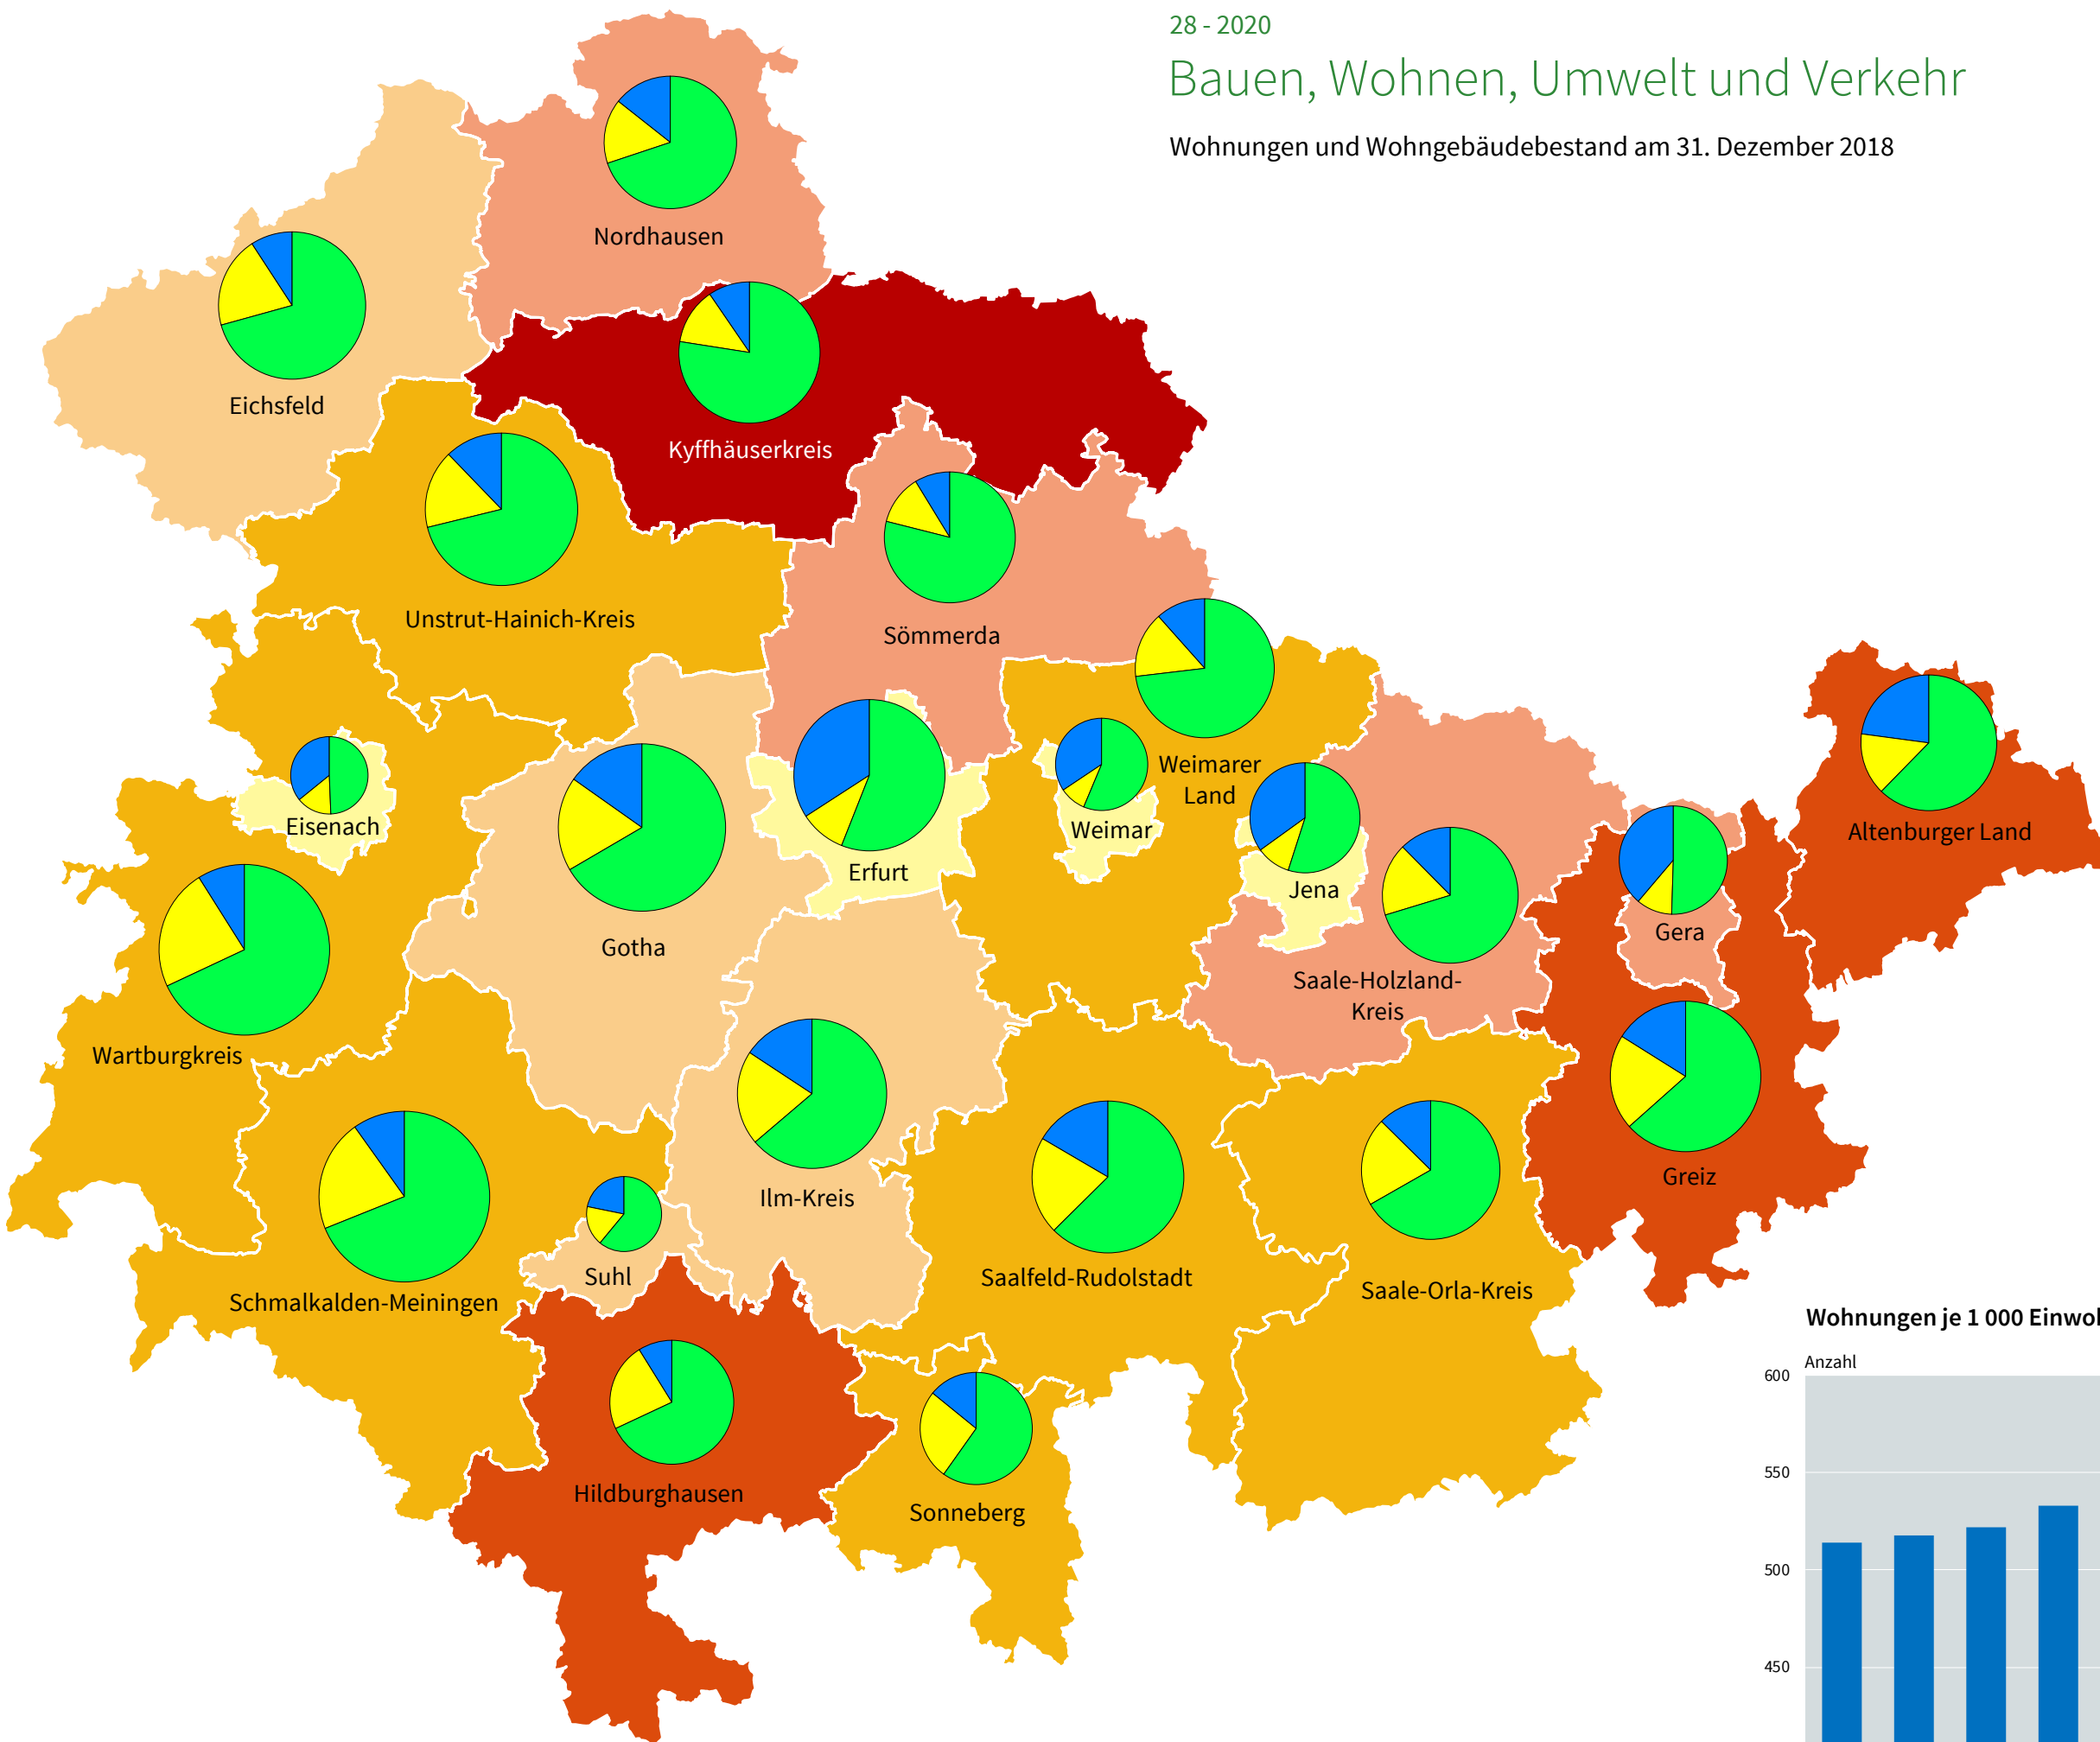 28 - 2020
Bauen, Wohnen, Umwelt und Verkehr
Wohnungen und Wohngebäudebestand am 31. Dezember 2018
Nordhausen
Eichsfeld
Kyffhäuserkreis
Unstrut-Hainich-Kreis
Sömmerda
Weimarer
Land
Eisenach
Weimar
Altenburger Land
Erfurt
Jena
Gera
Gotha
Saale-Holzland-
Kreis
Wartburgkreis
Greiz
Ilm-Kreis
Suhl
Saalfeld-Rudolstadt
Saale-Orla-Kreis
Schmalkalden-Meiningen
Hildburghausen
Sonneberg
Wohnungen je 1 000
Anzahl
600
550
500
450